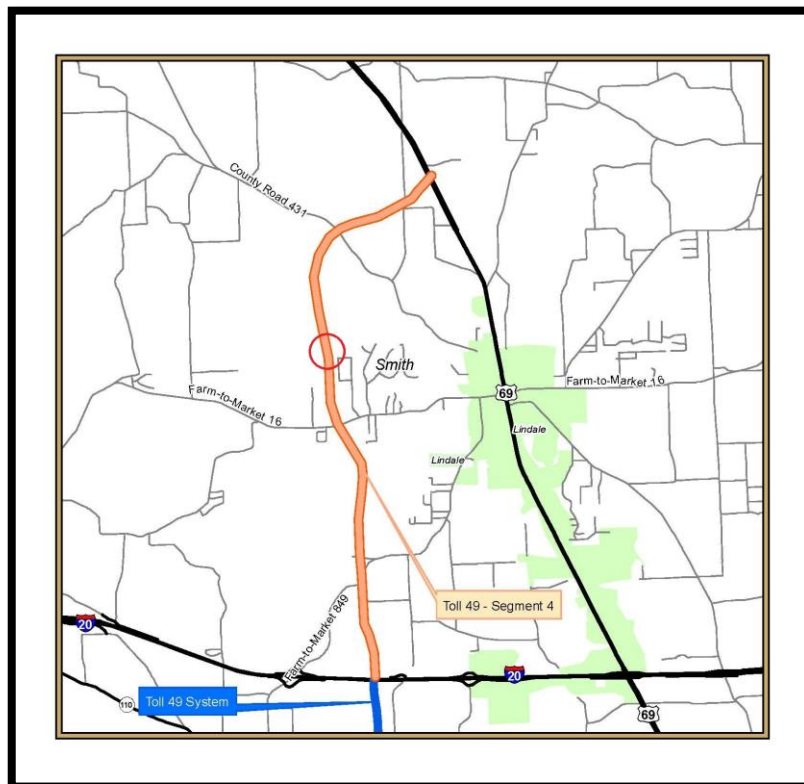 County Road 431
Smith
Farm-to-Market 16
69
Farm-to-Market 16
Lindale
Lindale
Toll 49 - Segment 4
Farm-to-Market 849
20
20
110
Toll 49 System
69